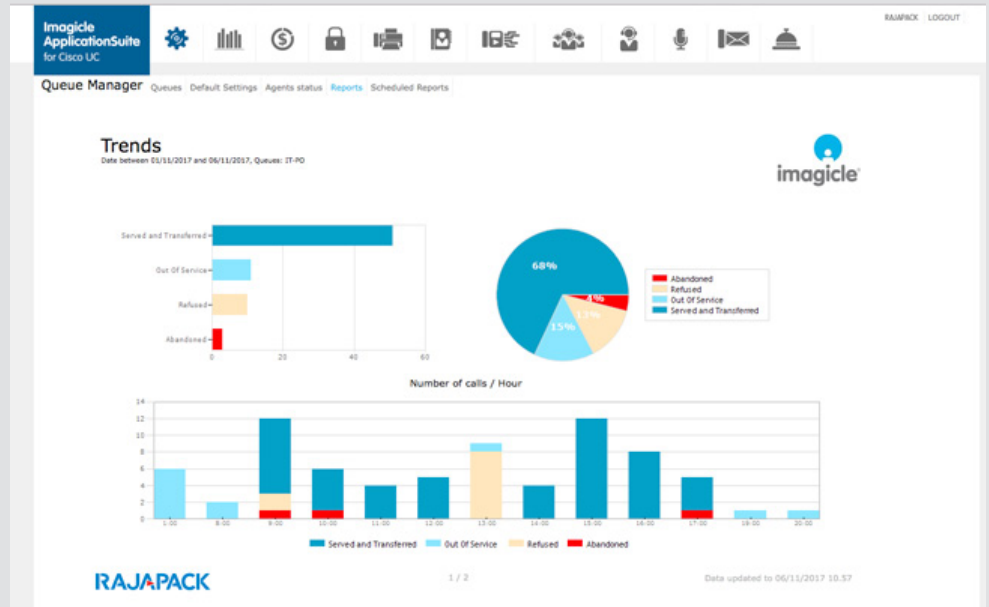 Imagicle
ApplicationSuite
for Cisco UC
RAJAPACK LOGOUT
Queue Manager Queues Default Settings Agents status Reports Scheduled Reports
Trends
Date between 01/11/2017 and 06/11/2017, Queues: IT-PO
imagicle
Served and Transferred
Out Of Service
Refused
Abandoned
0 20 40 60
68%
4%
13%
15%
Abandoned
Refused
Out Of Service
Served and Transferred
Number of calls / Hour
14
12
10
8
6
4
2
0
1:00 8:00 9:00 10:00 11:00 12:00 13:00 14:00 15:00 16:00 17:00 19:00 20:00
Served and Transferred Out Of Service Refused Abandoned
RAJAPACK
1 / 2
Data updated to 06/11/2017 10.57